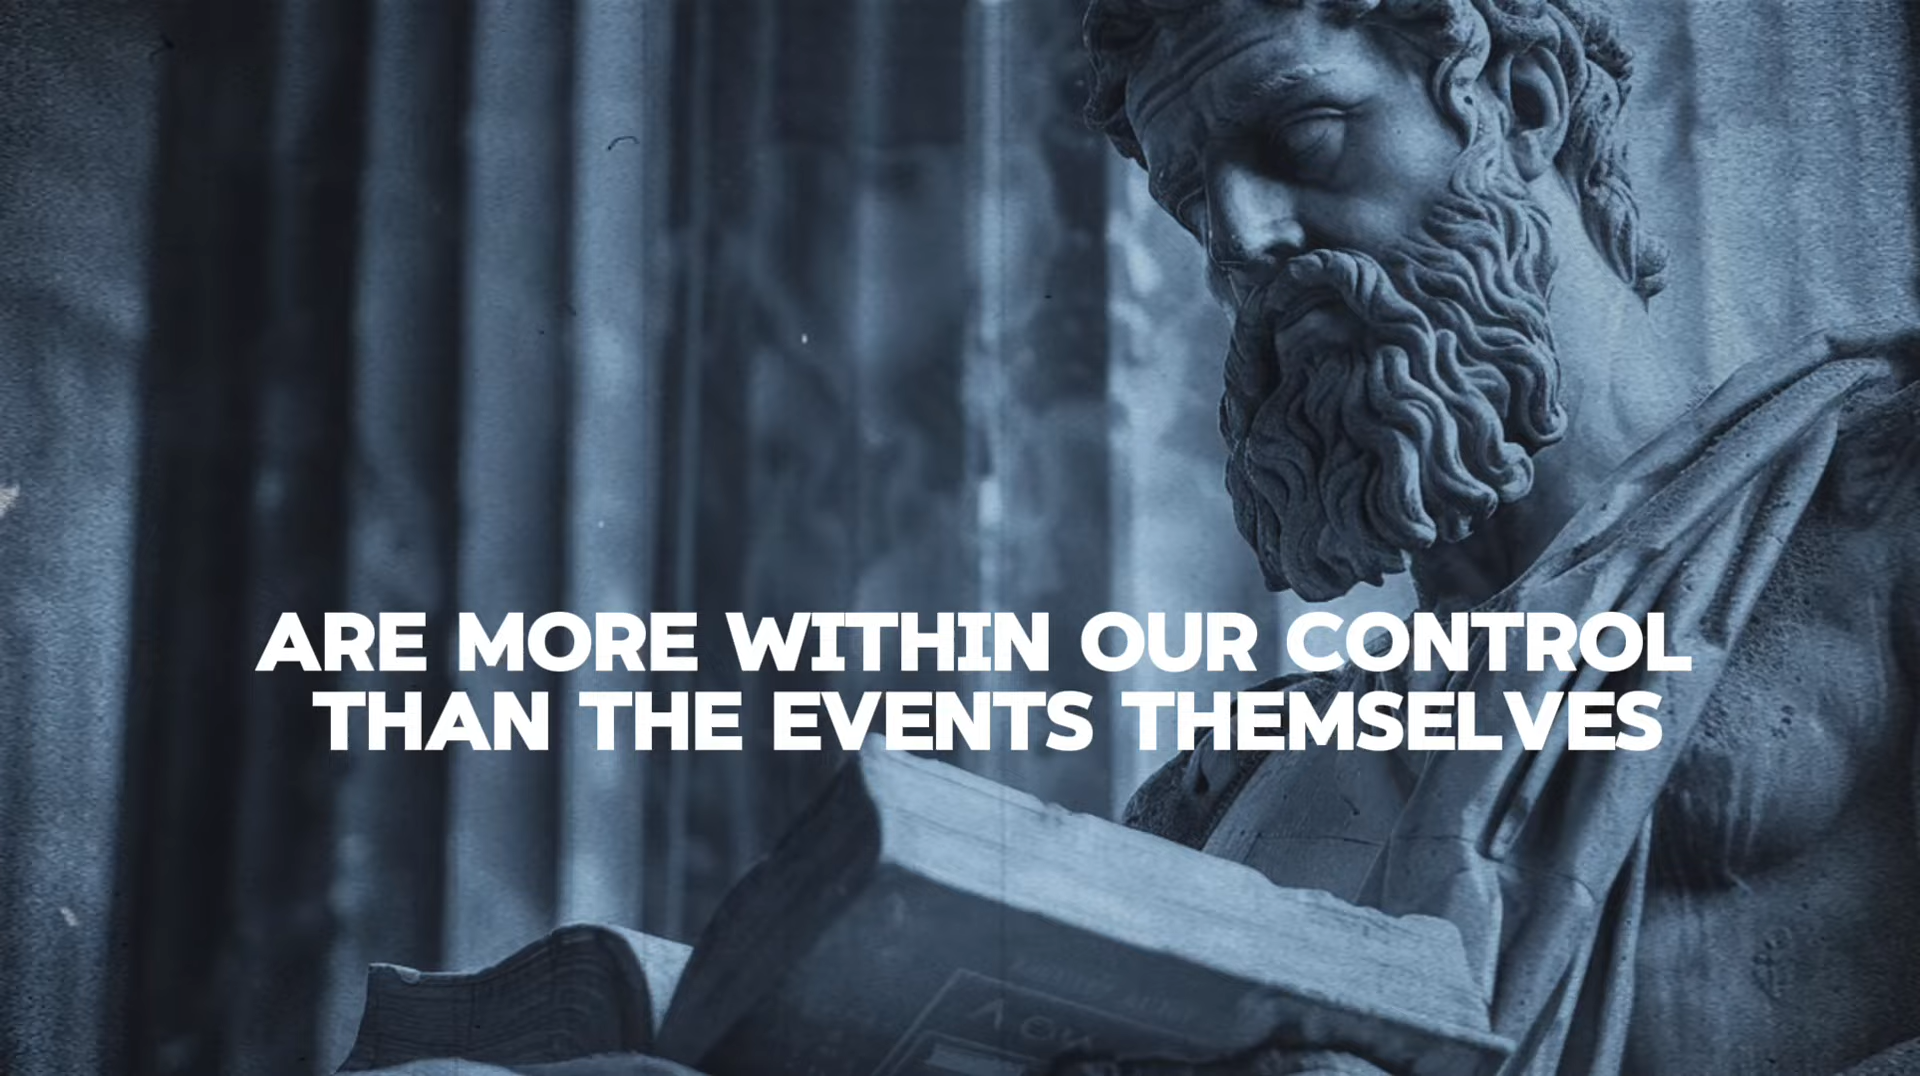 ARE MORE WITHIN OUR CONTROL
THAN THE EVENTS THEMSELVES